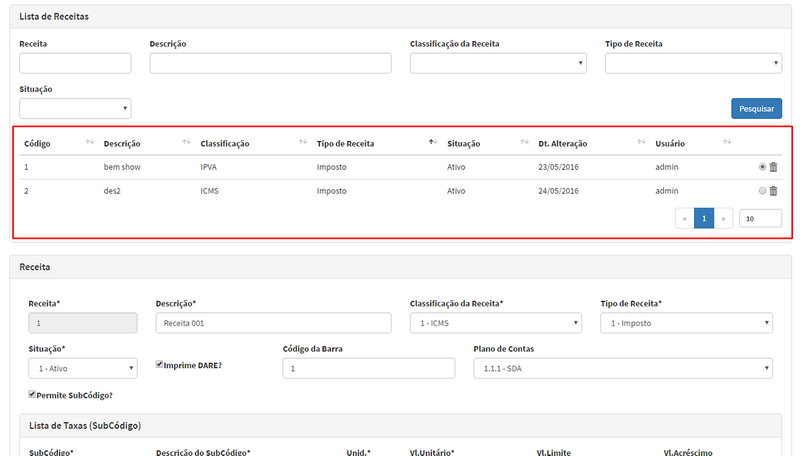 Lista de Receitas
Receita Descrição Classificação da Receita Tipo de Receita
Situação
Pesquisar
Código Descrição Classificação Tipo de Receita Situação Dt. Alteração Usuário
1 bem show IPVA Imposto Ativo 23/05/2016 admin
2 des2 ICMS Imposto Ativo 24/05/2016 admin
« 1 » 10
Receita
Receita* Descrição* Classificação da Receita* Tipo de Receita*
1 Receita 001 1 - ICMS 1 - Imposto
Situação* Imprime DARE? Código da Barra Plano de Contas
1 - Ativo 1 1.1.1 - SDA
Permite SubCódigo?
Lista de Taxas (SubCódigo)
SubCódigo* Descrição do SubCódigo* Unid.* Vl.Unitário* Vl.Limite Vl.Acréscimo